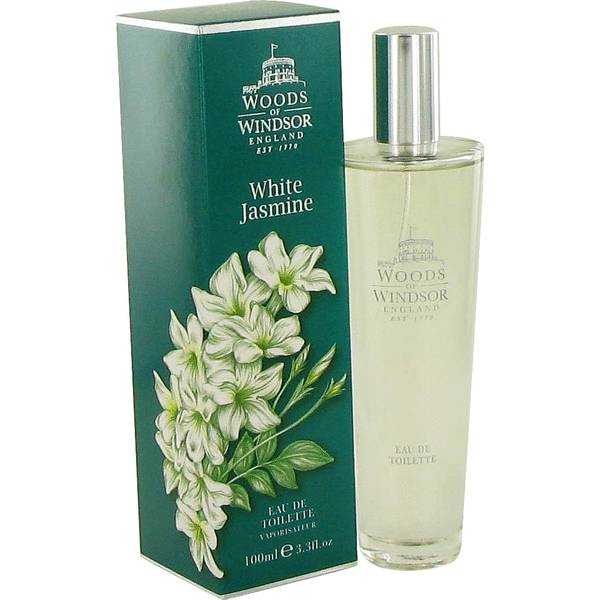 WOODS
OF
WINDSOR
ENGLAND
EST · 1770
White
Jasmine
EAU DE
TOILETTE
VAPORISATEUR
100ml e 3.3fl.oz
WOODS
OF
WINDSOR
ENGLAND
EST · 1770
EAU DE
TOILETTE